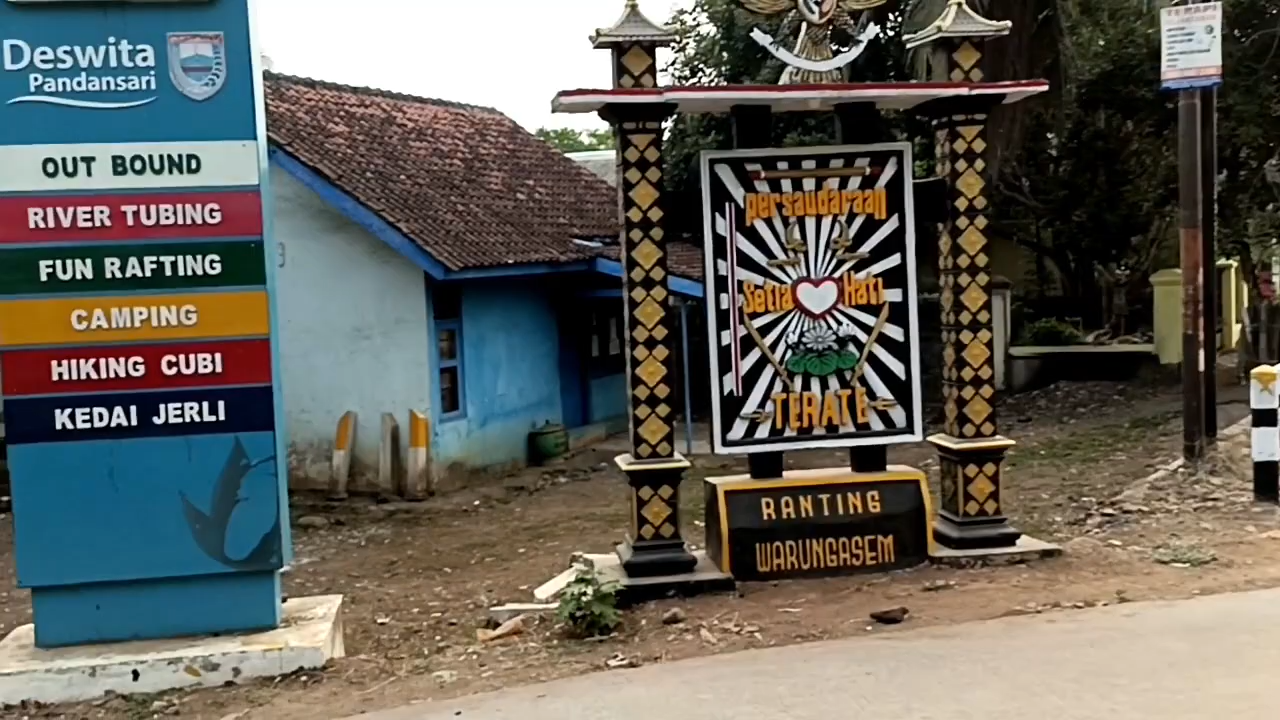 Deswita
Pandansari
OUT BOUND
RIVER TUBING
FUN RAFTING
CAMPING
HIKING CUBI
KEDAI JERLI
persaudaraan
Setia Hati
TERATE
RANTING
WARUNGASEM